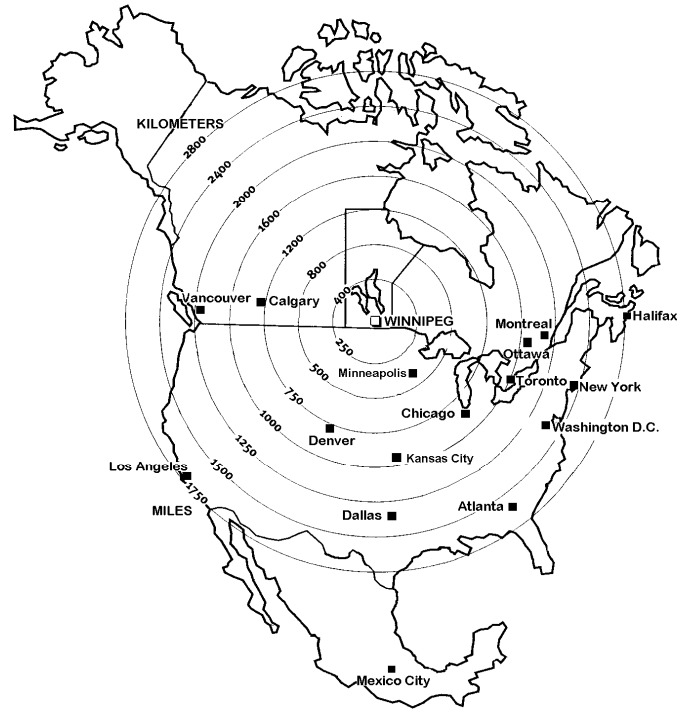 KILOMETERS
2800
2400
2000
1600
1200
800
400
Vancouver
Calgary
WINNIPEG
Halifax
Montreal
Ottawa
250
Minneapolis
500
Toronto
New York
750
Chicago
1000
Washington D.C.
Denver
1250
Kansas City
Los Angeles
1500
1750
MILES
Dallas
Atlanta
Mexico City